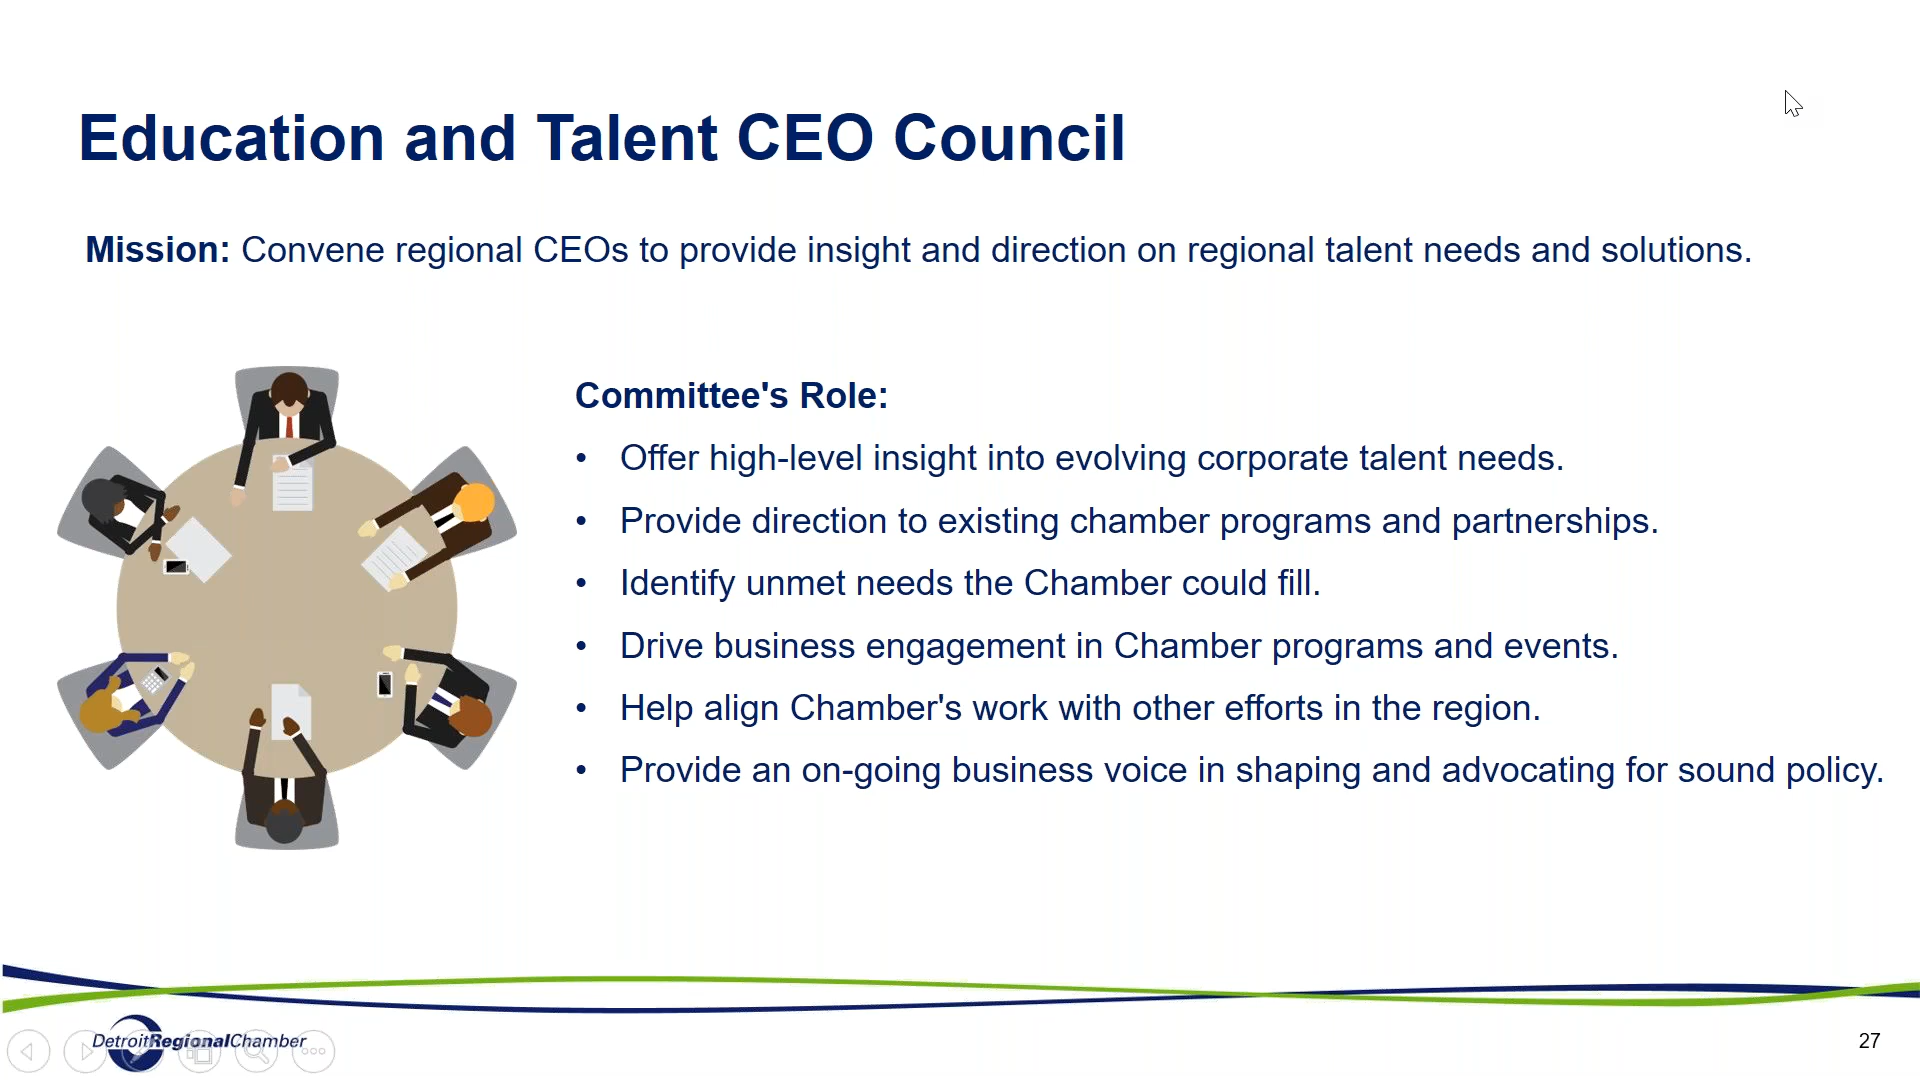 Education and Talent CEO Council
Mission: Convene regional CEOs to provide insight and direction on regional talent needs and solutions.
Committee's Role:
• Offer high-level insight into evolving corporate talent needs.
• Provide direction to existing chamber programs and partnerships.
• Identify unmet needs the Chamber could fill.
• Drive business engagement in Chamber programs and events.
• Help align Chamber's work with other efforts in the region.
• Provide an on-going business voice in shaping and advocating for sound policy.
DetroitRegionalChamber
27